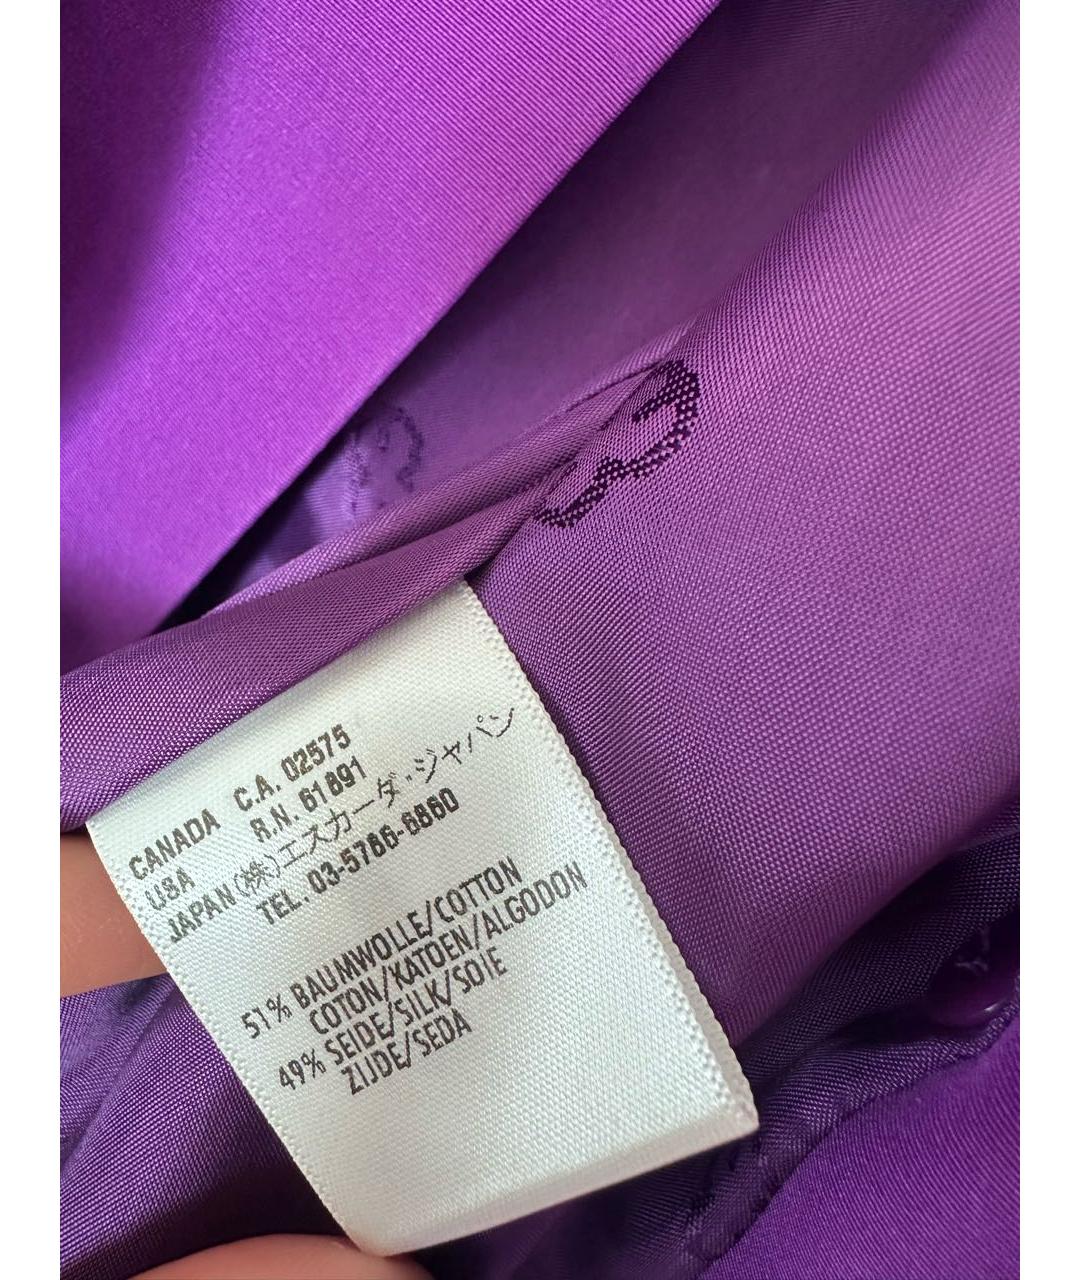 CANADA C.A. 02575
USA R.N. 61891
JAPAN (株)エスカーダ・ジャパン
TEL. 03-5786-6860
51% BAUMWOLLE/COTTON
COTON/KATOEN/ALGODON
49% SEIDE/SILK/SOIE
ZIJDE/SEDA